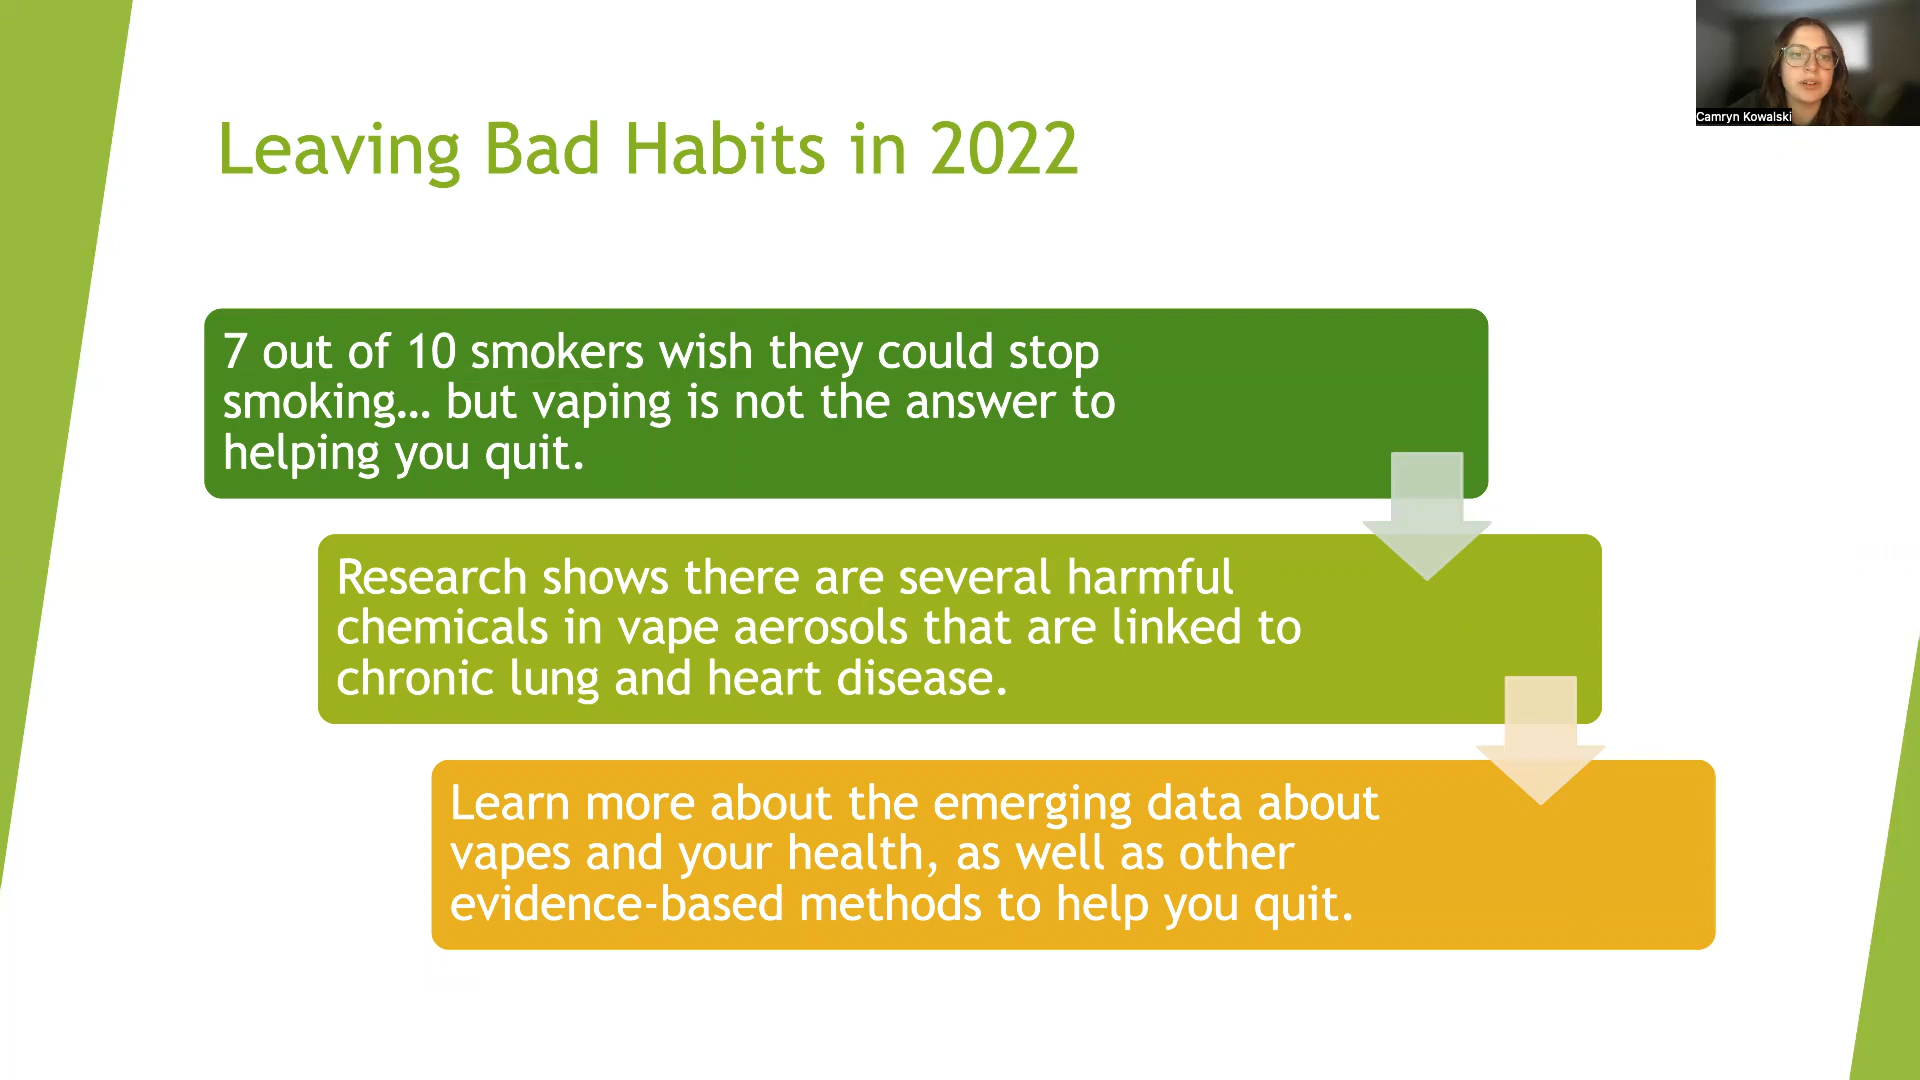 Camryn Kowalski
Leaving Bad Habits in 2022
7 out of 10 smokers wish they could stop
smoking... but vaping is not the answer to
helping you quit.
Research shows there are several harmful
chemicals in vape aerosols that are linked to
chronic lung and heart disease.
Learn more about the emerging data about
vapes and your health, as well as other
evidence-based methods to help you quit.